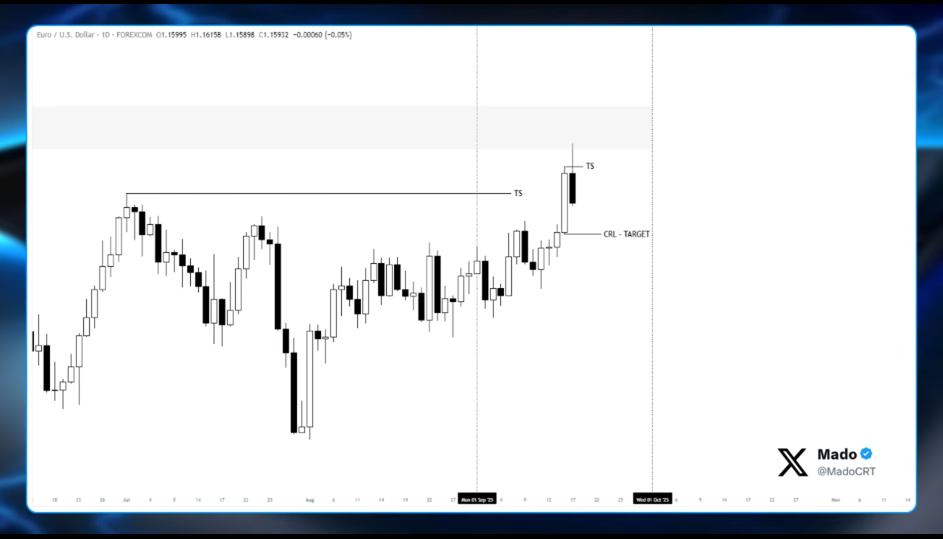 Euro / U.S. Dollar · 1D · FOREXCOM O1.15995 H1.16158 L1.15898 C1.15932 −0.00060 (−0.05%)
TS
TS
CRL - TARGET
Mado
@MadoCRT
18 23 26 Jul 4 9 14 17 22 25 Aug 6 11 14 19 22 27 Mon 01 Sep '25 4 9 12 17 22 25 Wed 01 Oct '25 6 9 14 17 22 27 Nov 6 11 14